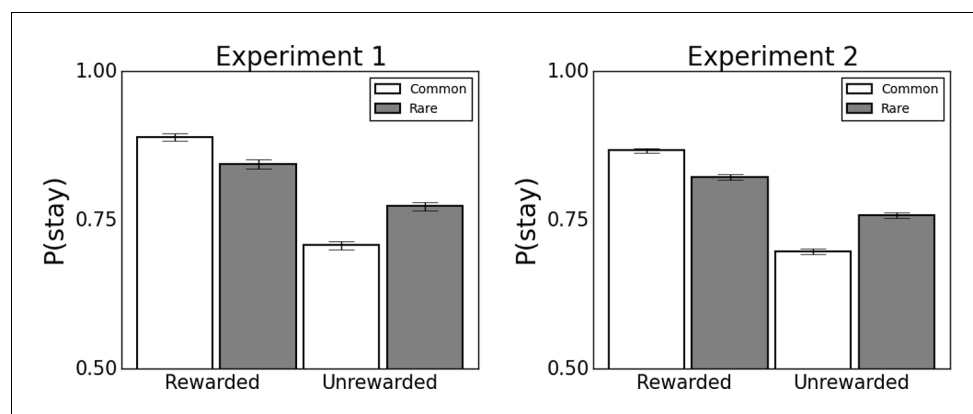 Experiment 1
1.00
0.75
0.50
P(stay)
Common
Rare
Rewarded
Unrewarded
Experiment 2
1.00
0.75
0.50
P(stay)
Common
Rare
Rewarded
Unrewarded